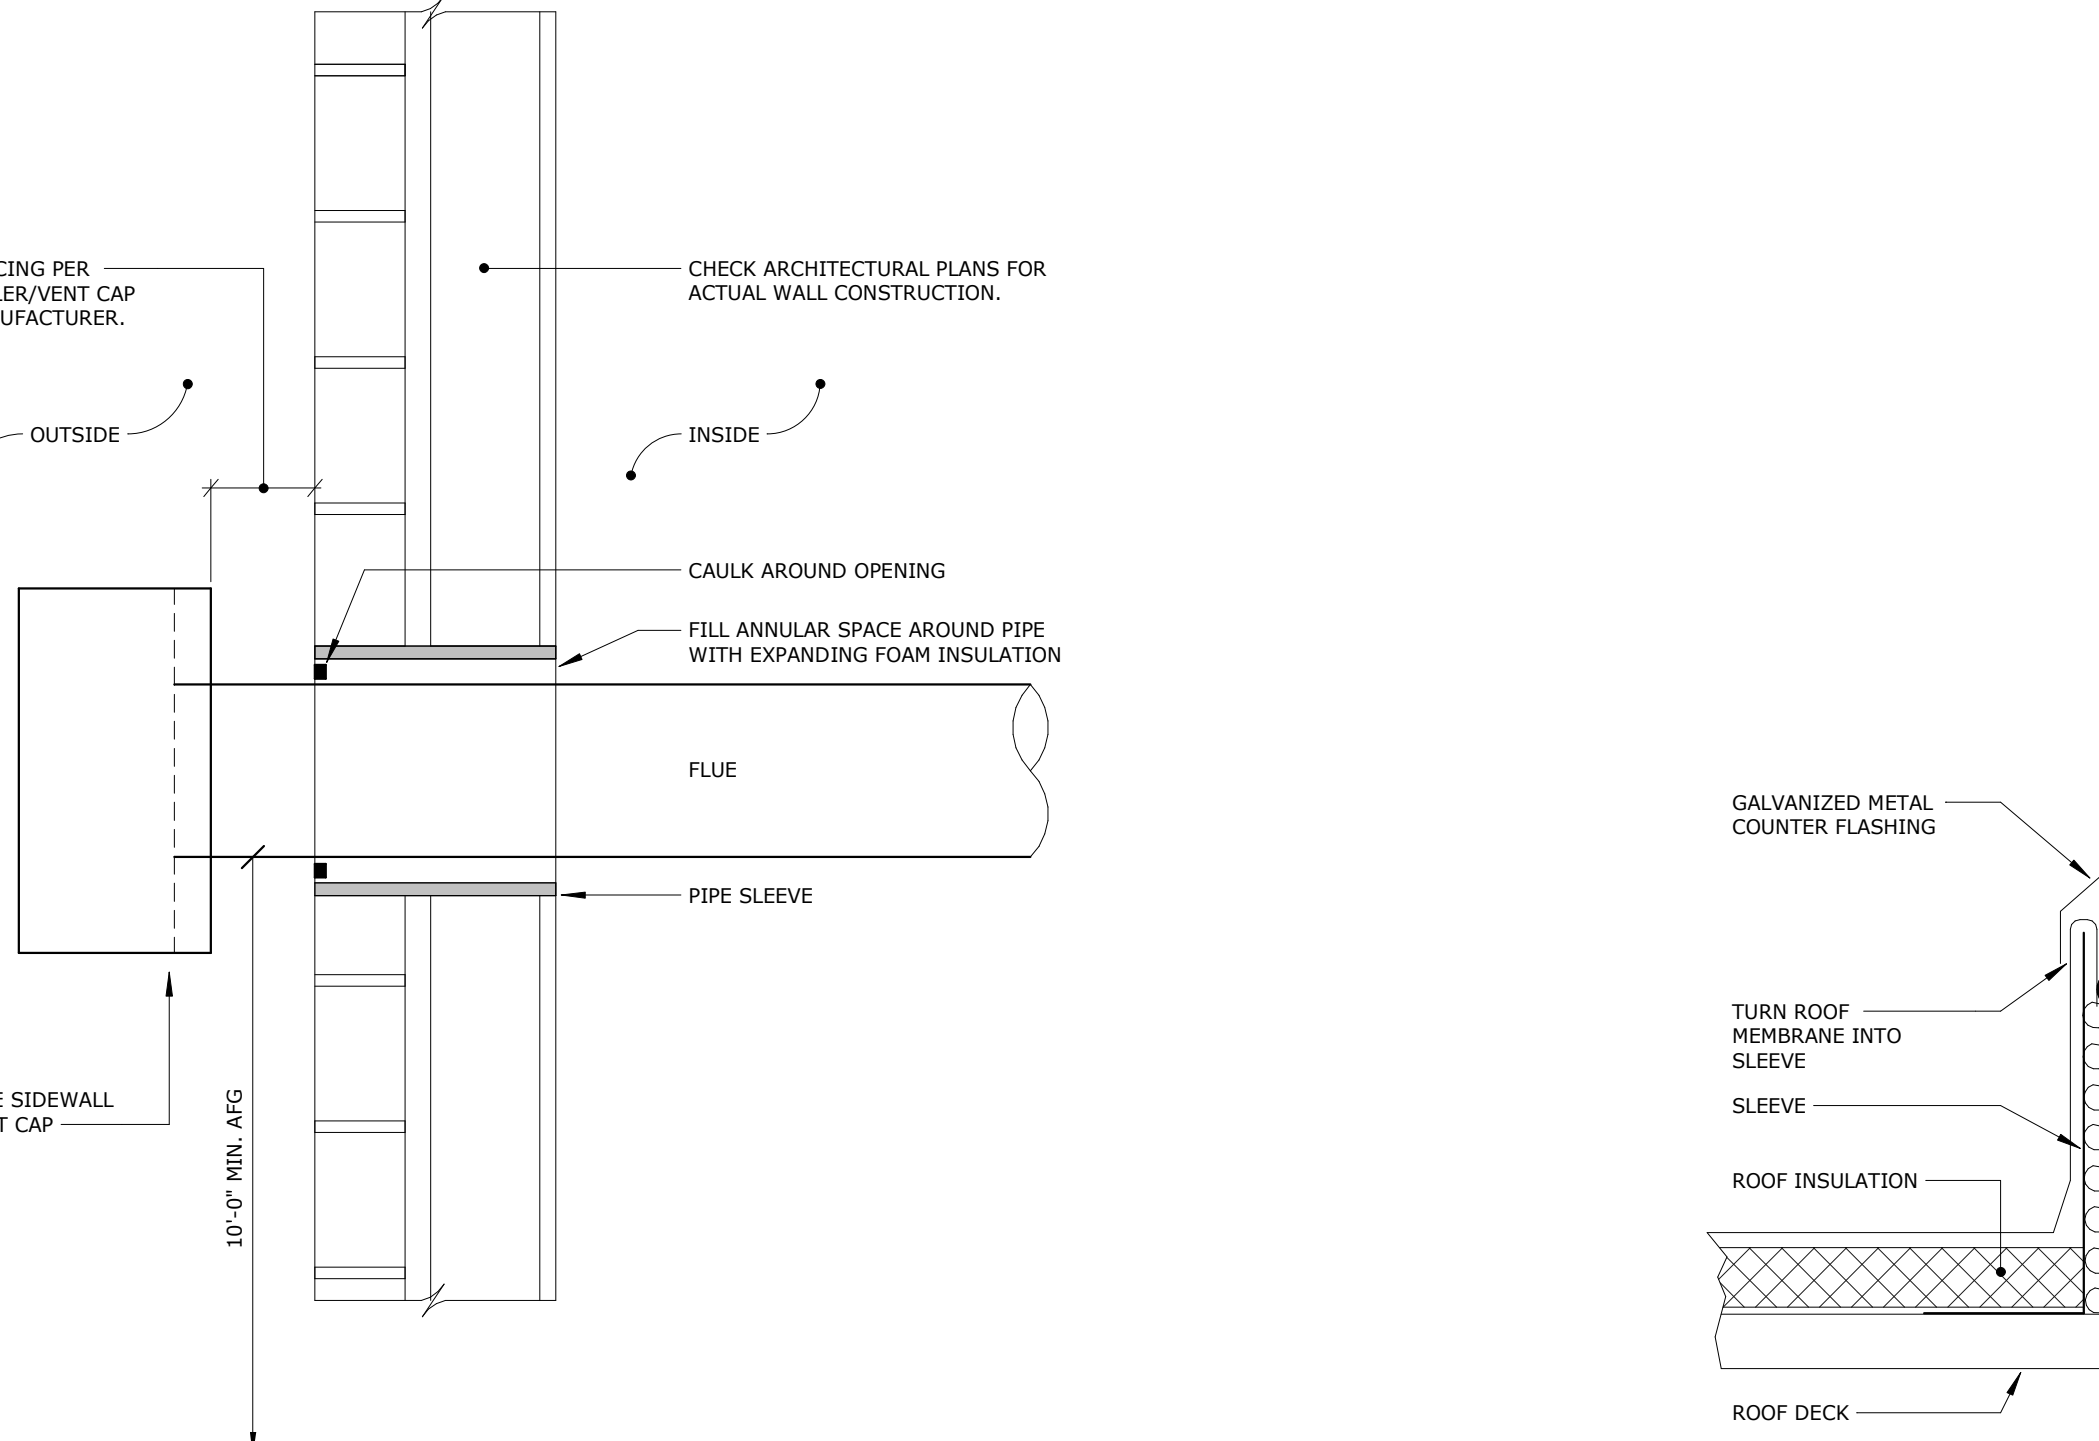 CING PER
LER/VENT CAP
UFACTURER.
CHECK ARCHITECTURAL PLANS FOR
ACTUAL WALL CONSTRUCTION.
OUTSIDE
INSIDE
CAULK AROUND OPENING
FILL ANNULAR SPACE AROUND PIPE
WITH EXPANDING FOAM INSULATION
FLUE
PIPE SLEEVE
E SIDEWALL
T CAP
10'-0" MIN. AFG
GALVANIZED METAL
COUNTER FLASHING
TURN ROOF
MEMBRANE INTO
SLEEVE
SLEEVE
ROOF INSULATION
ROOF DECK